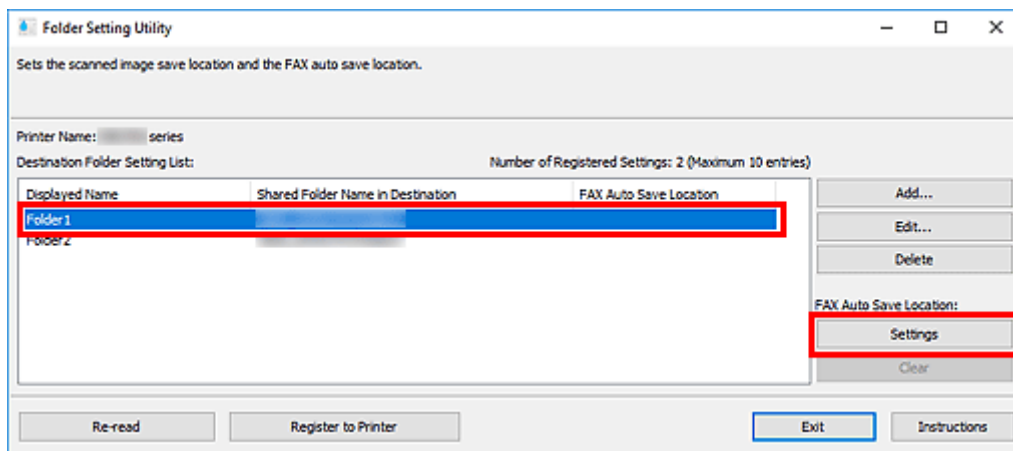 Folder Setting Utility
Sets the scanned image save location and the FAX auto save location.
Printer Name: series
Destination Folder Setting List: Number of Registered Settings: 2 (Maximum 10 entries)
Displayed Name Shared Folder Name in Destination FAX Auto Save Location
Folder1
Folder2
Add...
Edit...
Delete
FAX Auto Save Location:
Settings
Clear
Re-read Register to Printer Exit Instructions